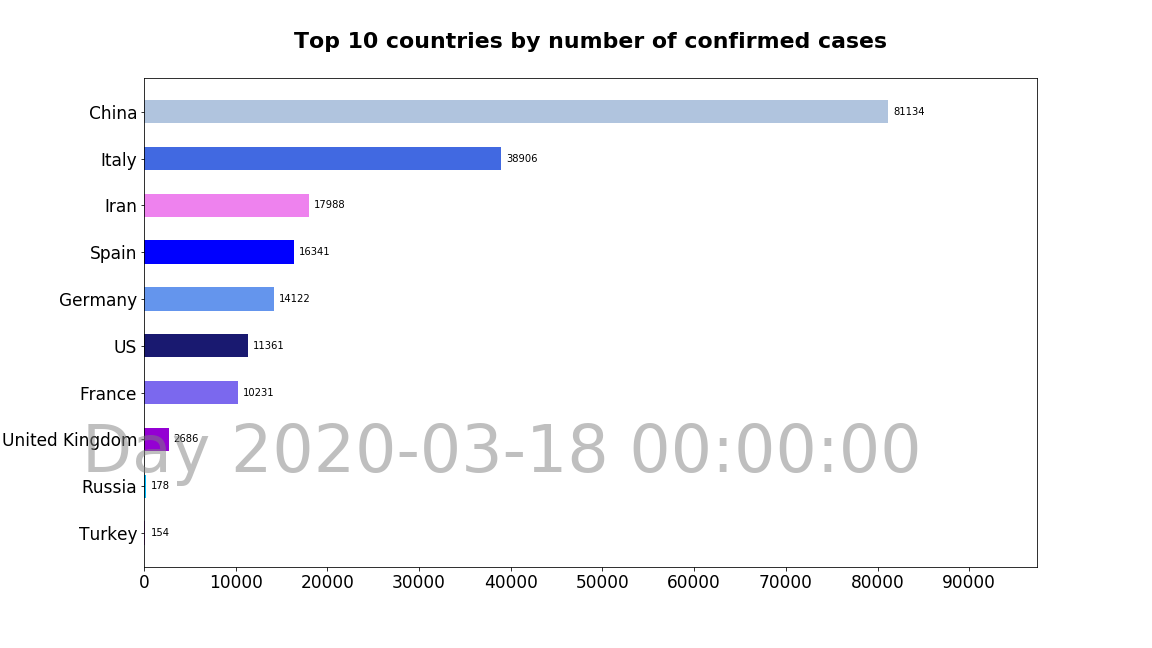 Top 10 countries by number of confirmed cases
China 81134
Italy 38906
Iran 17988
Spain 16341
Germany 14122
US 11361
France 10231
United Kingdom 2686
Day 2020-03-18 00:00:00
Russia 178
Turkey 154
0 10000 20000 30000 40000 50000 60000 70000 80000 90000